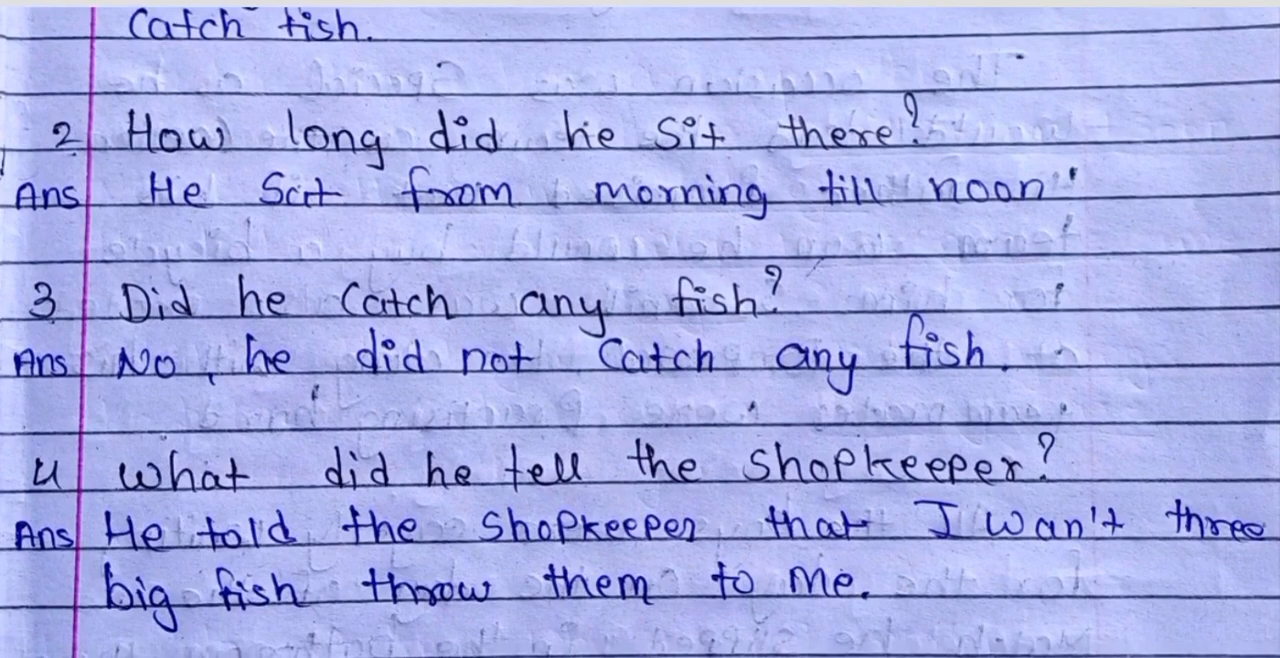 Catch fish.
2 How long did he Sit there?
Ans He Sat from morning till noon'
3 Did he Catch any fish?
Ans No, he did not Catch any fish.
4 What did he tell the shopkeeper?
Ans He told the shopkeeper that I wan't three
big fish throw them to me.